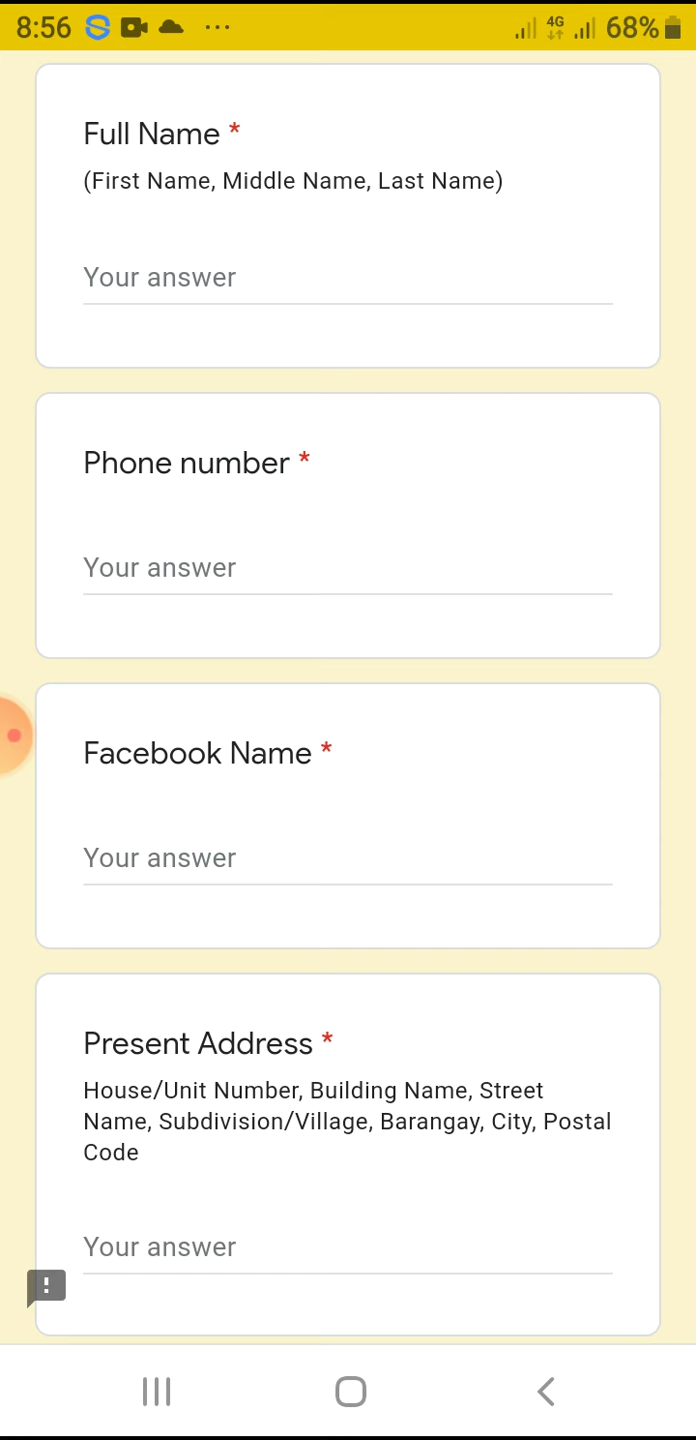 8:56 ... 4G 68%
Full Name *
(First Name, Middle Name, Last Name)
Your answer
Phone number *
Your answer
Facebook Name *
Your answer
Present Address *
House/Unit Number, Building Name, Street
Name, Subdivision/Village, Barangay, City, Postal
Code
Your answer